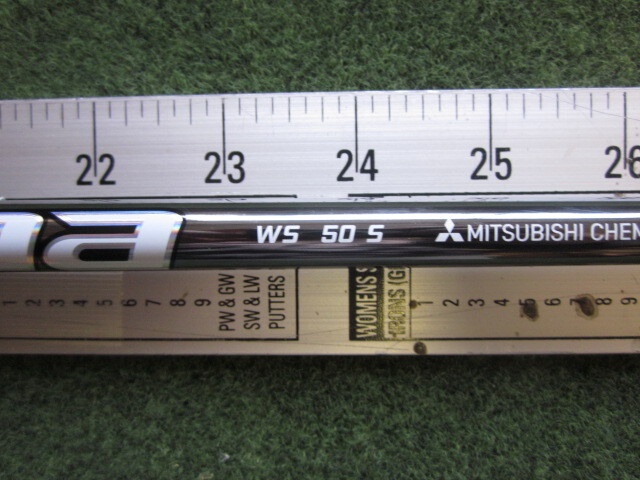 22 23 24 25 26
WS 50 S MITSUBISHI CHEM
1 2 3 4 5 6 7 8 9
PW & GW
SW & LW
PUTTERS
WOMENS S
IRONS (G
1 2 3 4 5 6 7 8 9